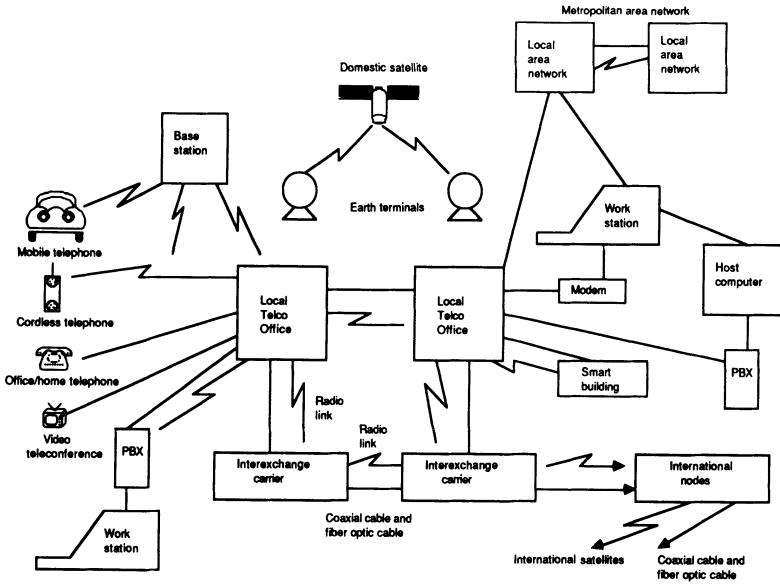 Metropolitan area network
Local
area
network
Local
area
network
Domestic satellite
Base
station
Earth terminals
Work
station
Mobile telephone
Host
computer
Local
Telco
Office
Local
Telco
Office
Modem
Cordless telephone
Office/home telephone
Smart
building
PBX
Radio
link
Video
teleconference
PBX
Radio
link
Interexchange
carrier
Interexchange
carrier
International
nodes
Coaxial cable and
fiber optic cable
Work
station
International satellites
Coaxial cable and
fiber optic cable